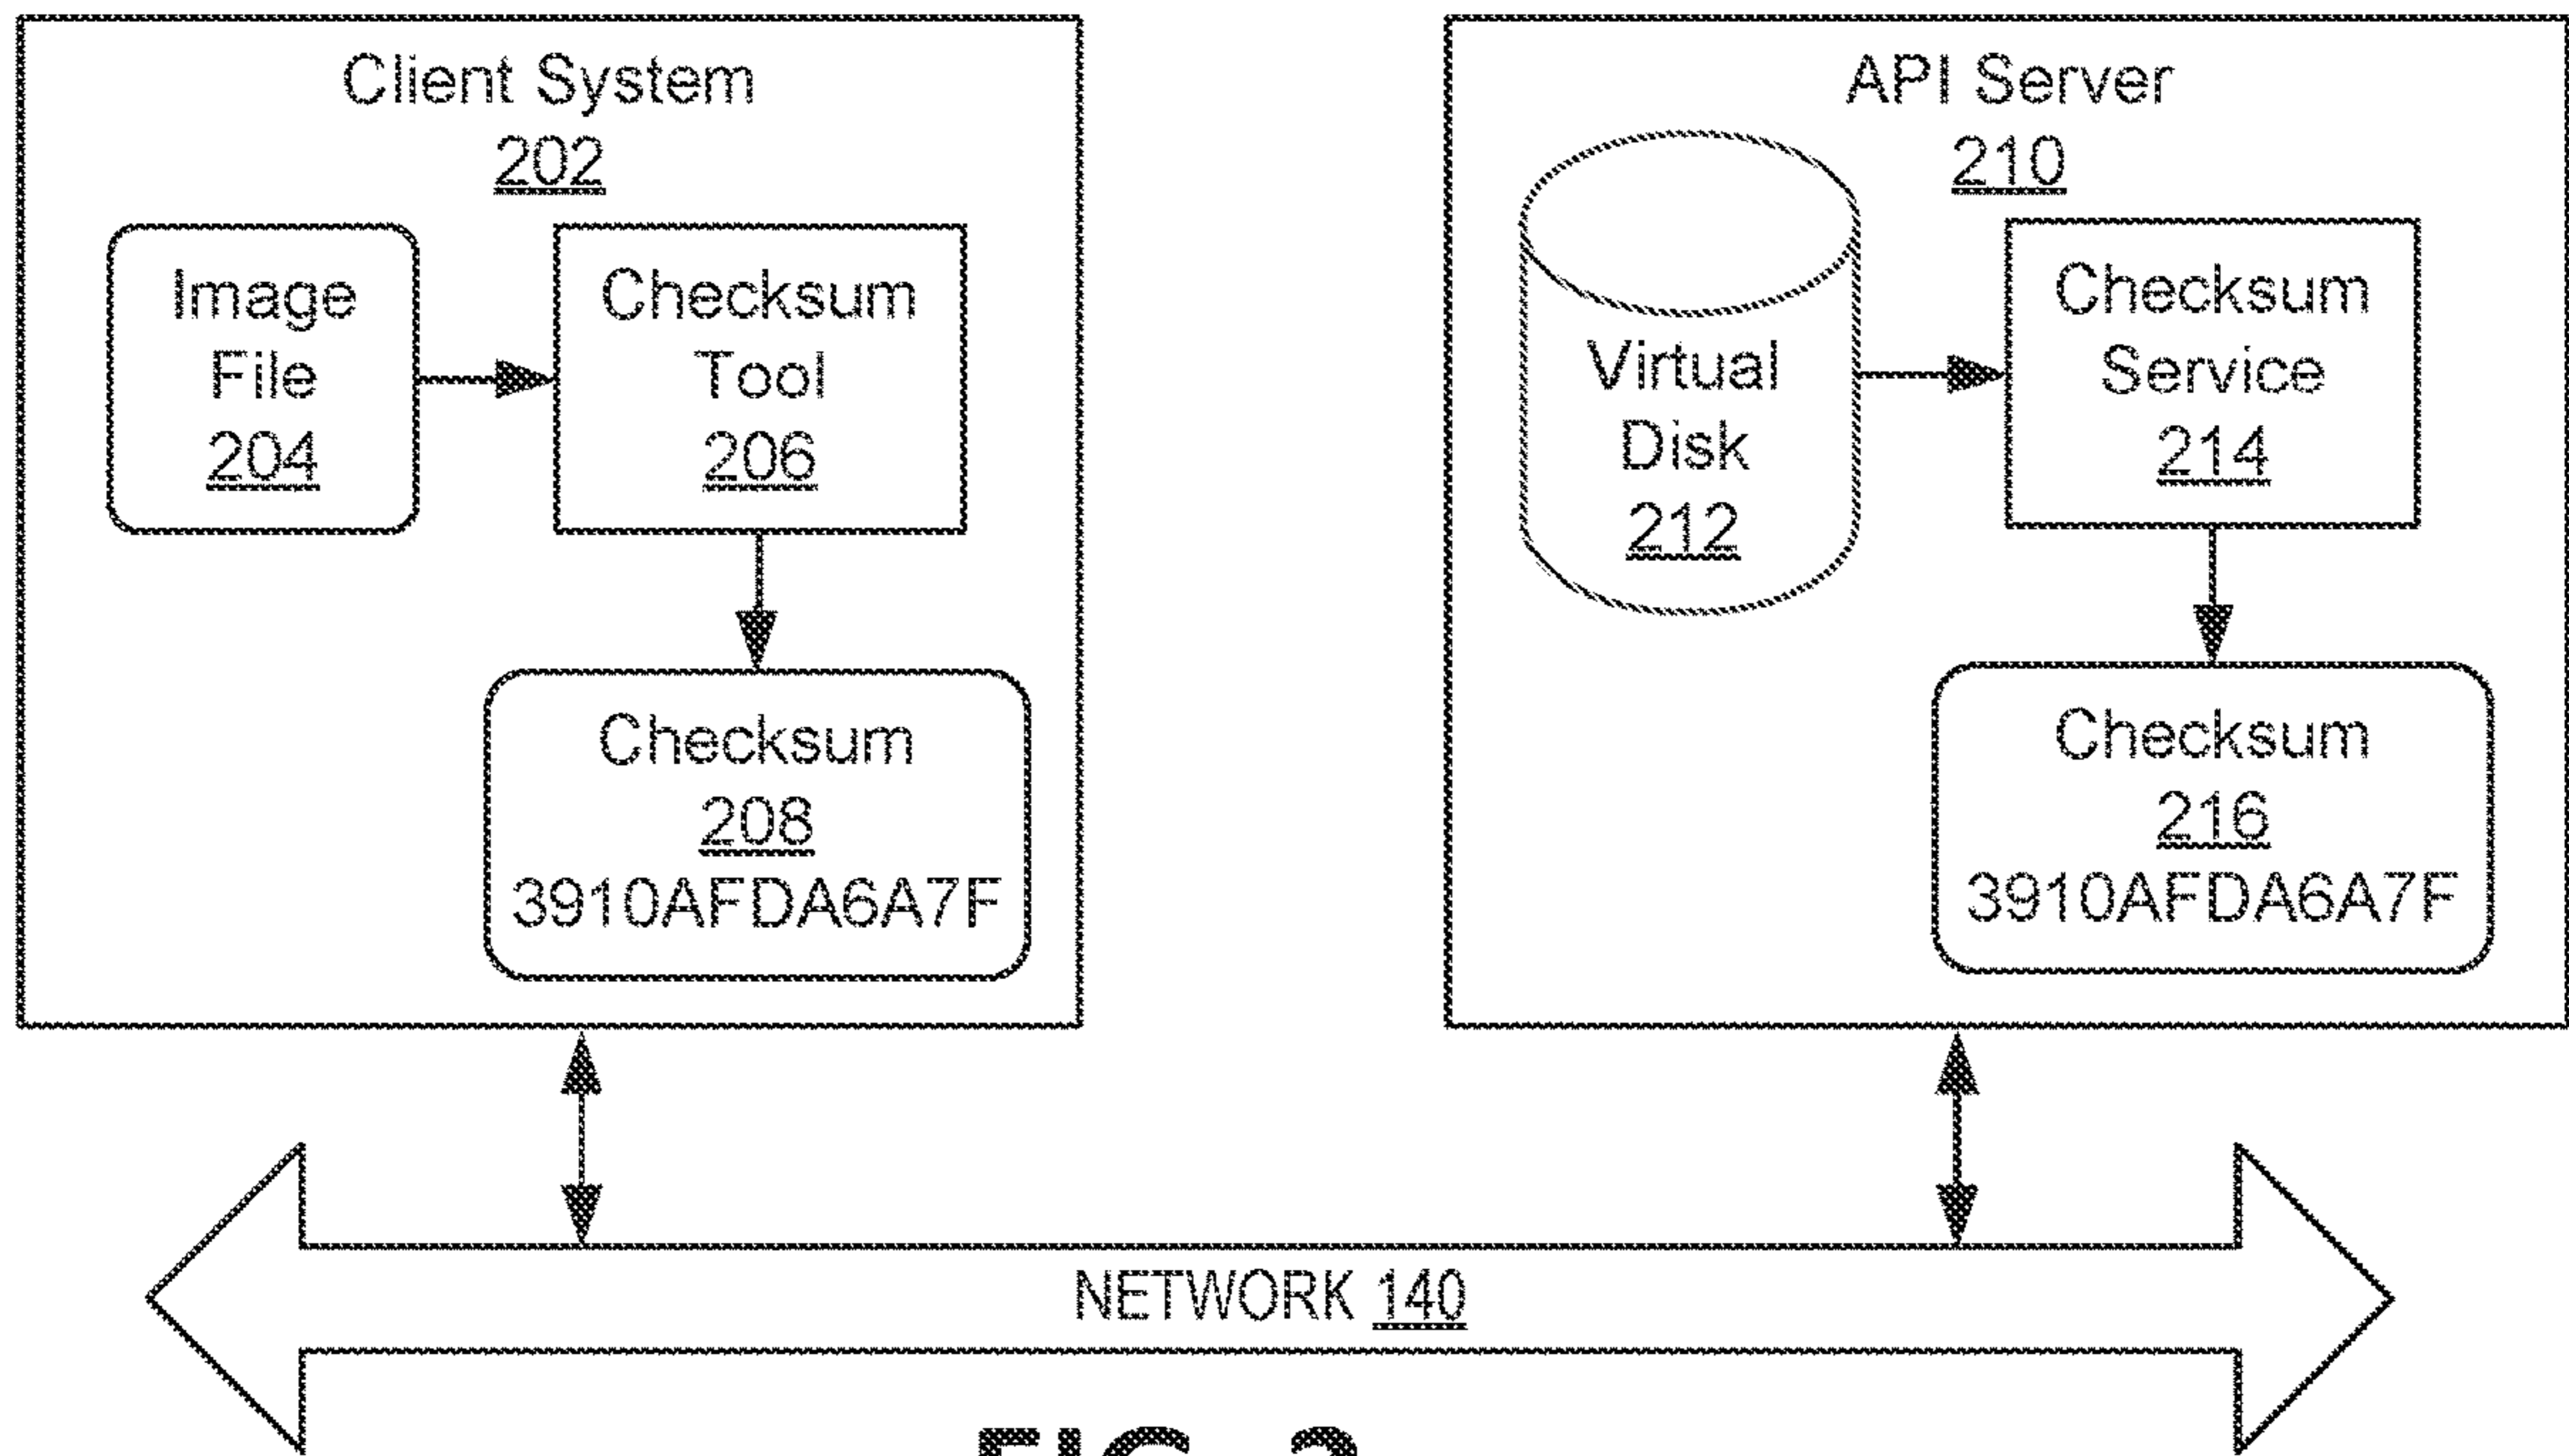 Client System
202
Image
File
204
Checksum
Tool
206
Checksum
208
3910AFDA6A7F
API Server
210
Virtual
Disk
212
Checksum
Service
214
Checksum
216
3910AFDA6A7F
NETWORK 140
FIG.